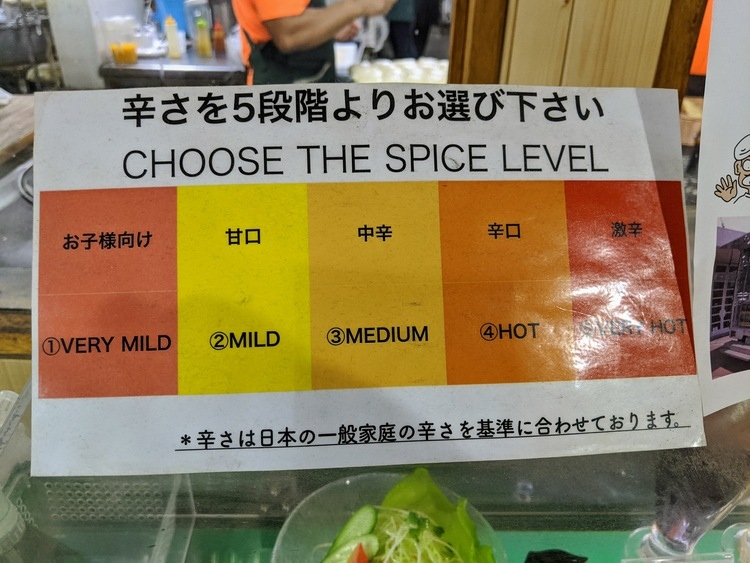 辛さを5段階よりお選び下さい
CHOOSE THE SPICE LEVEL
お子様向け 甘口 中辛 辛口 激辛
①VERY MILD ②MILD ③MEDIUM ④HOT ⑤VERY HOT
＊辛さは日本の一般家庭の辛さを基準に合わせております。